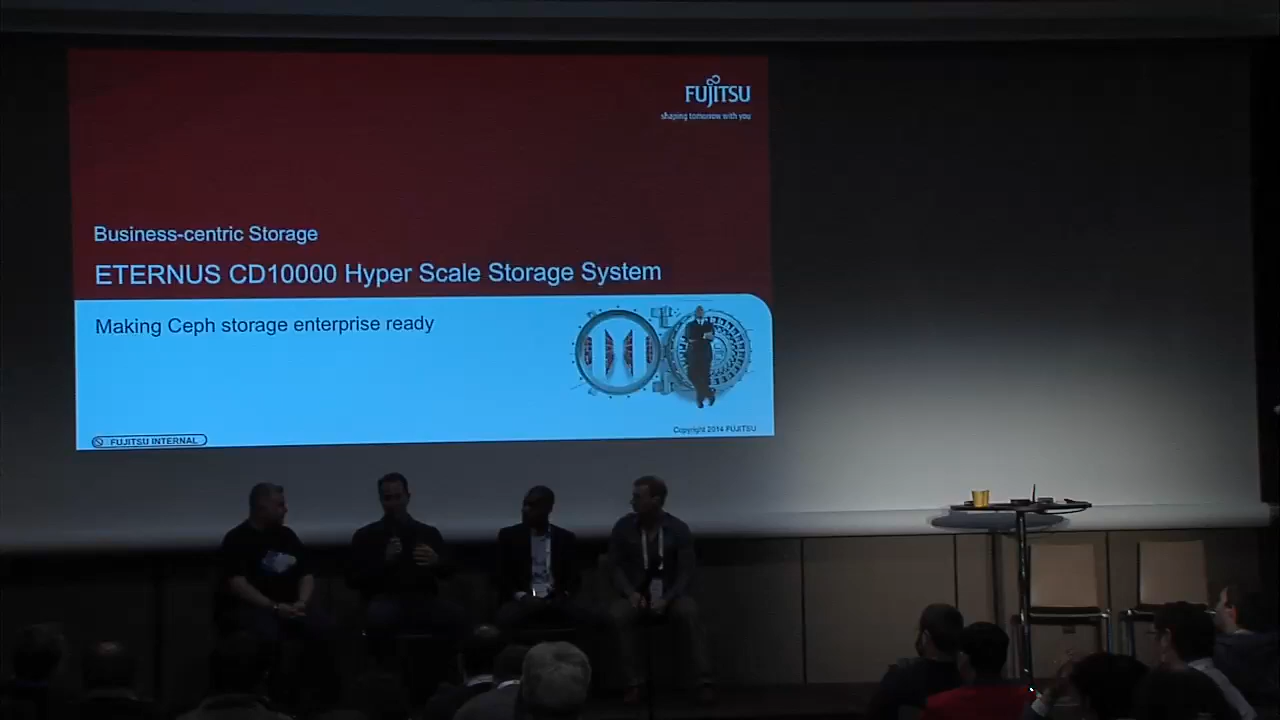 FUJITSU
shaping tomorrow with you
Business-centric Storage
ETERNUS CD10000 Hyper Scale Storage System
Making Ceph storage enterprise ready
FUJITSU INTERNAL
Copyright 2014 FUJITSU